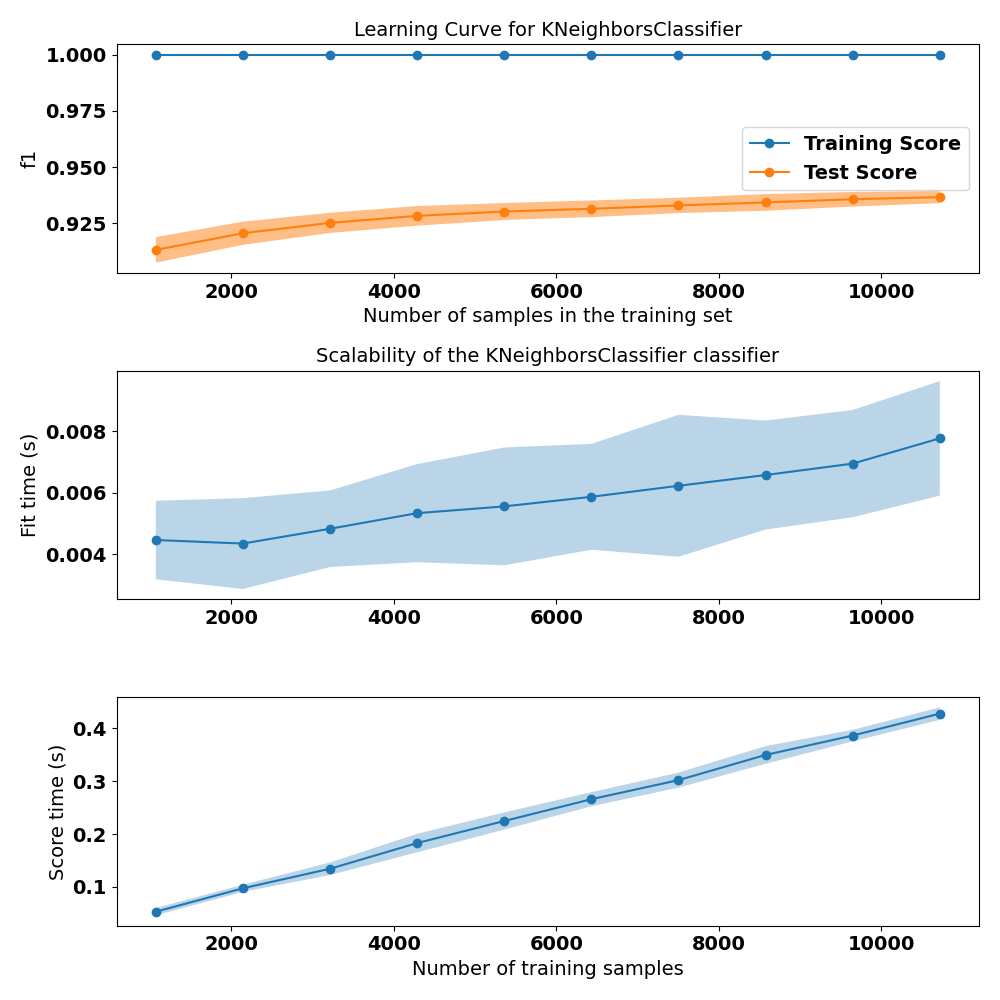 Learning Curve for KNeighborsClassifier
1.000
0.975
0.950
0.925
f1
Training Score
Test Score
2000 4000 6000 8000 10000
Number of samples in the training set
Scalability of the KNeighborsClassifier classifier
0.008
0.006
0.004
Fit time (s)
2000 4000 6000 8000 10000
0.4
0.3
0.2
0.1
Score time (s)
2000 4000 6000 8000 10000
Number of training samples